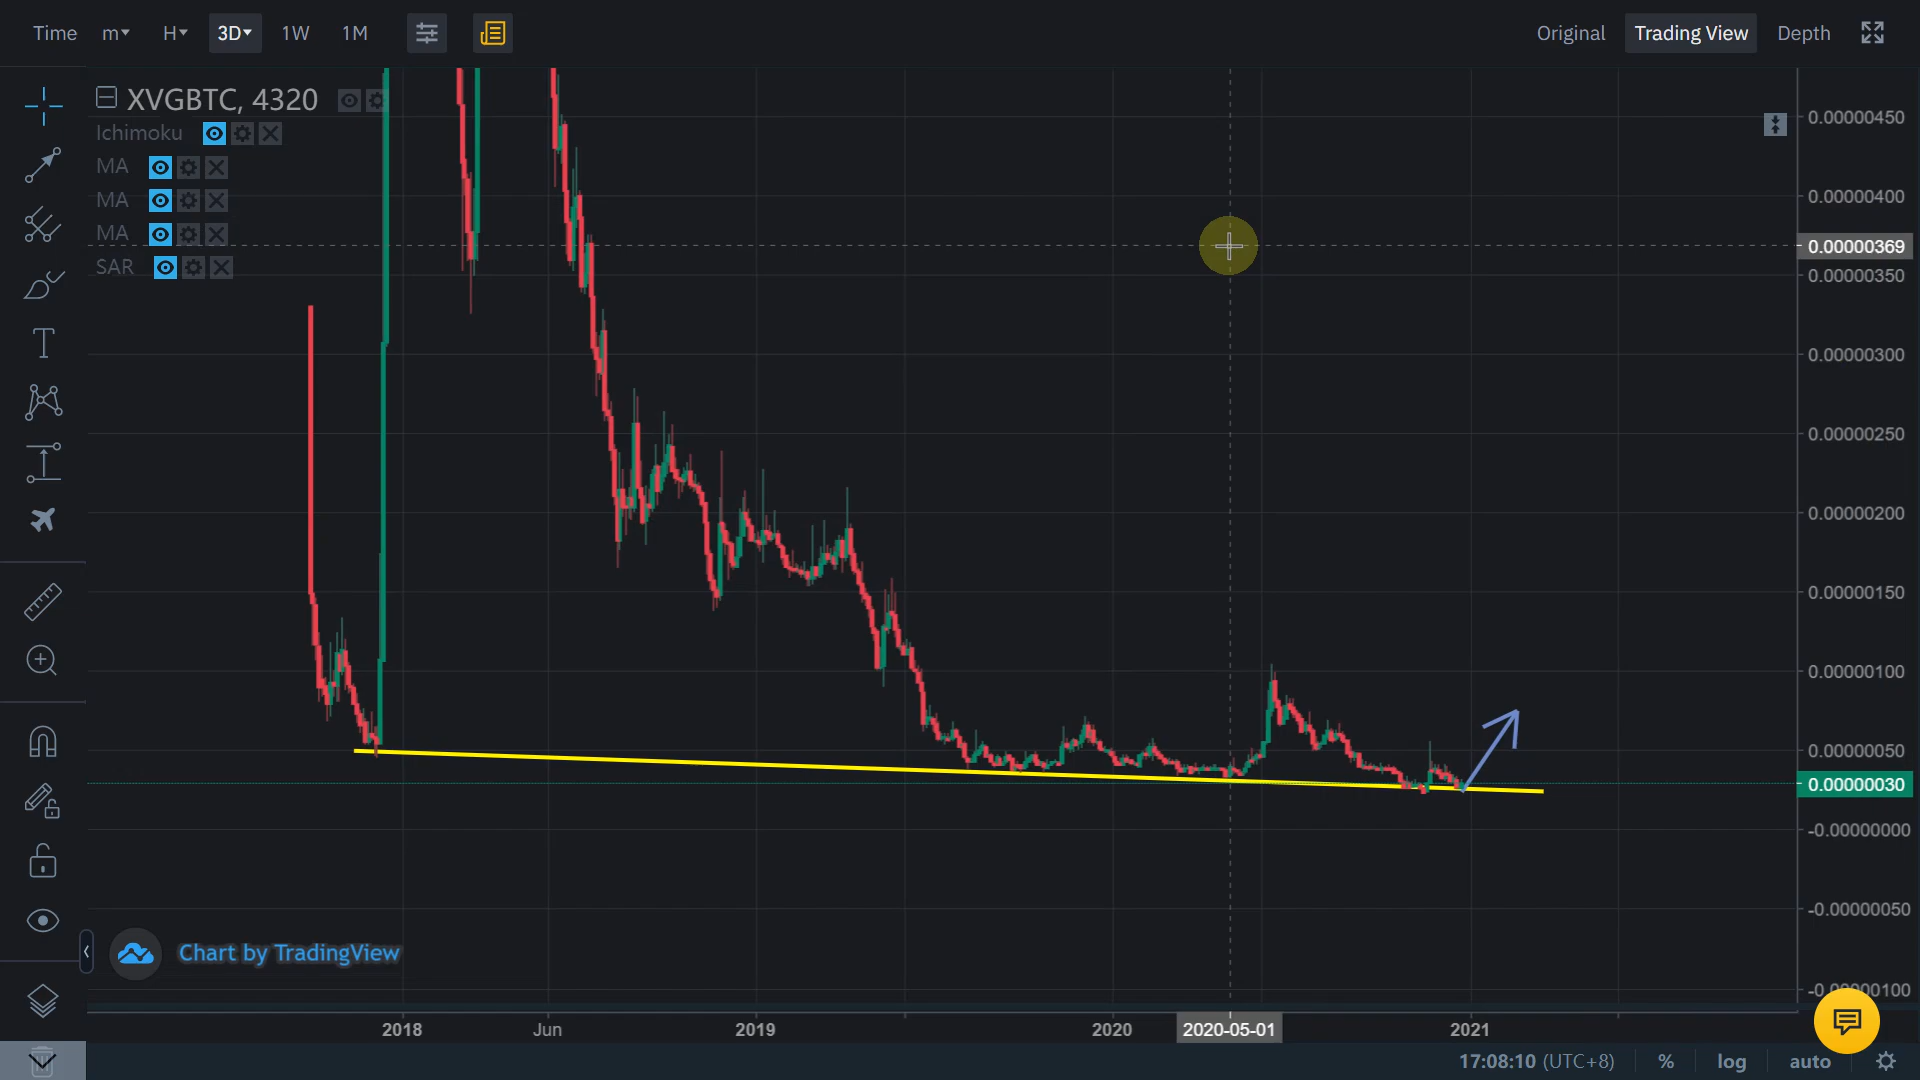 Time m H 3D 1W 1M Original Trading View Depth
XVGBTC, 4320
Ichimoku
MA
MA
MA
SAR
0.00000450
0.00000400
0.00000369
0.00000350
0.00000300
0.00000250
0.00000200
0.00000150
0.00000100
0.00000050
0.00000030
-0.00000000
-0.00000050
-0.00000100
Chart by TradingView
2018 Jun 2019 2020 2020-05-01 2021
17:08:10 (UTC+8) % log auto